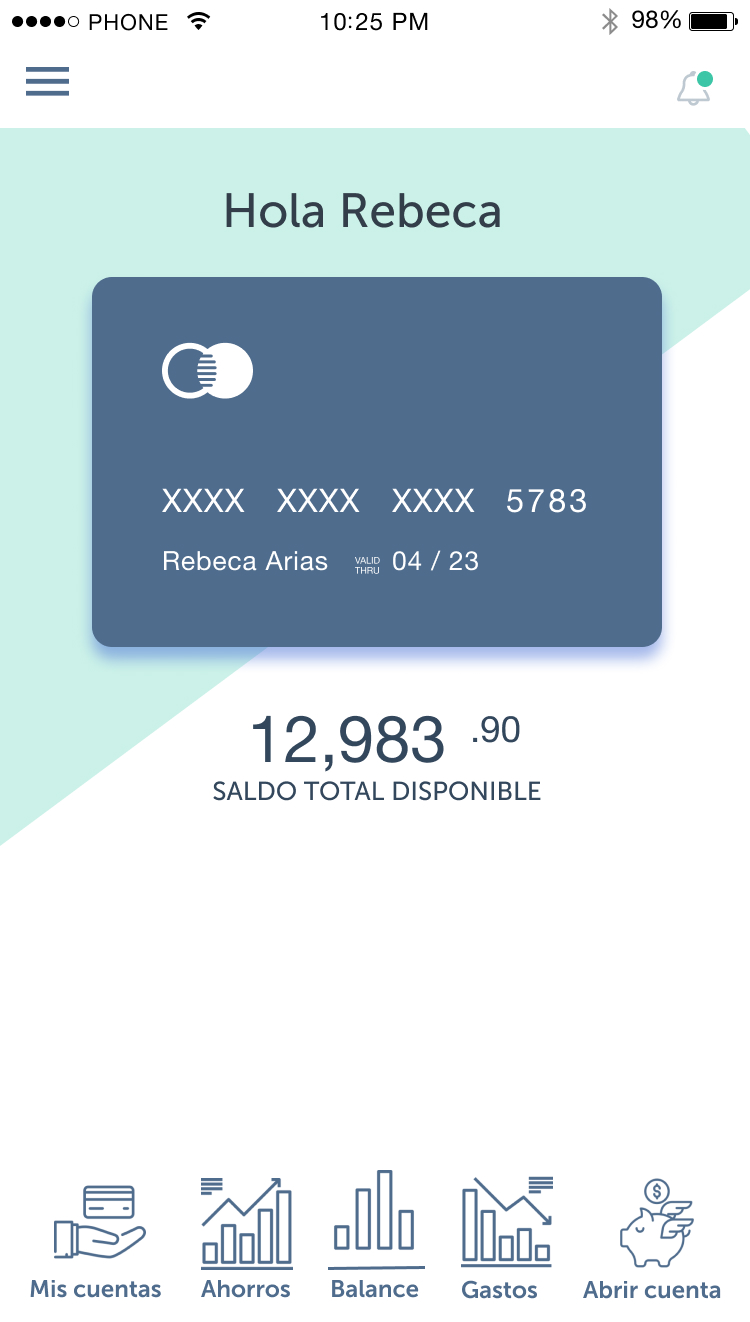 PHONE 10:25 PM 98%
Hola Rebeca
XXXX XXXX XXXX 5783
Rebeca Arias VALID THRU 04 / 23
12,983 .90
SALDO TOTAL DISPONIBLE
$
Mis cuentas Ahorros Balance Gastos Abrir cuenta